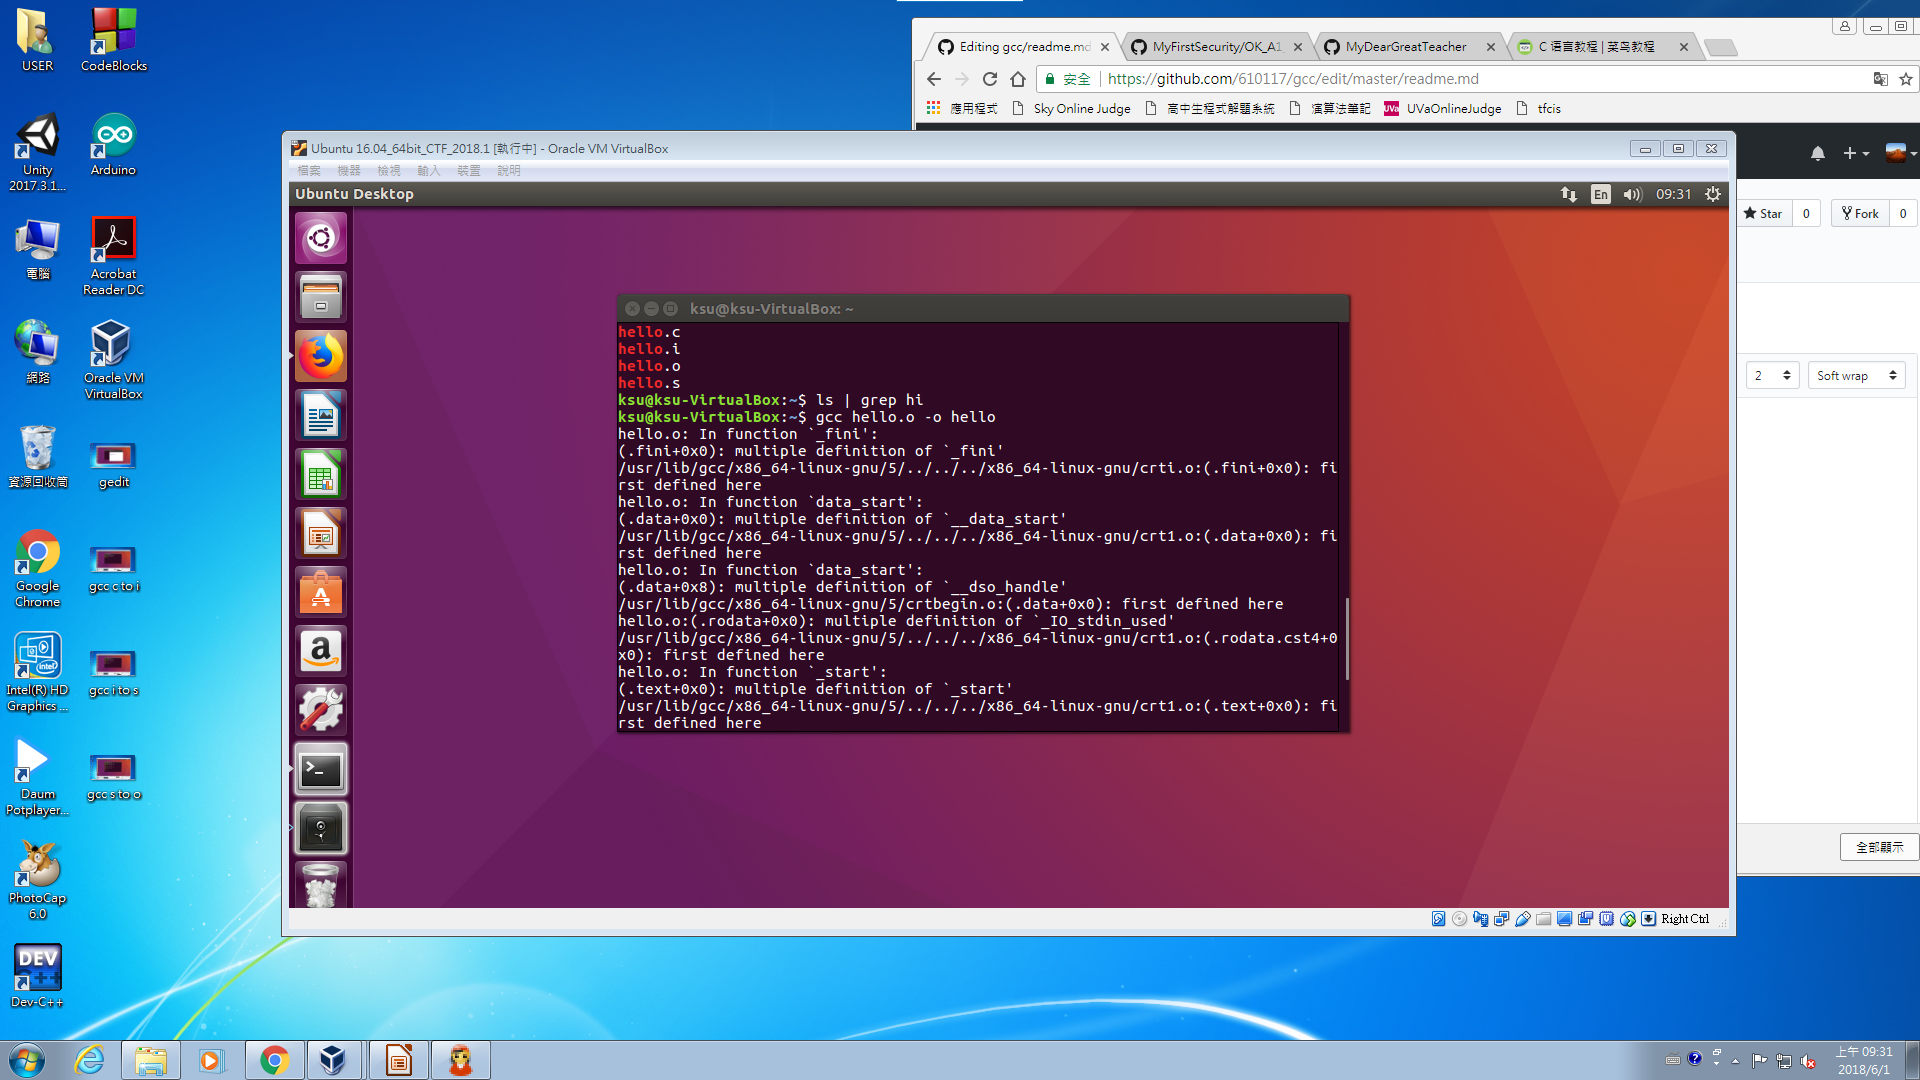 USER
CodeBlocks
Unity
2017.3.1...
Arduino
電腦
Acrobat
Reader DC
網路
Oracle VM
VirtualBox
資源回收筒
gedit
Google
Chrome
gcc c to i
Intel(R) HD
Graphics ...
gcc i to s
Daum
Potplayer...
gcc s to o
PhotoCap
6.0
DEV
C++
Dev-C++
Editing gcc/readme.md
MyFirstSecurity/OK_A1
MyDearGreatTeacher
C 语言教程 | 菜鸟教程
安全
https://github.com/610117/gcc/edit/master/readme.md
應用程式
Sky Online Judge
高中生程式解題系統
演算法筆記
UVa
UVaOnlineJudge
tfcis
Star 0
Fork 0
2
Soft wrap
全部顯示
Ubuntu 16.04_64bit_CTF_2018.1 [執行中] - Oracle VM VirtualBox
檔案 機器 檢視 輸入 裝置 說明
Ubuntu Desktop
En
09:31
ksu@ksu-VirtualBox: ~
hello.c
hello.i
hello.o
hello.s
ksu@ksu-VirtualBox:~$ ls | grep hi
ksu@ksu-VirtualBox:~$ gcc hello.o -o hello
hello.o: In function `_fini':
(.fini+0x0): multiple definition of `_fini'
/usr/lib/gcc/x86_64-linux-gnu/5/../../../x86_64-linux-gnu/crti.o:(.fini+0x0): fi
rst defined here
hello.o: In function `data_start':
(.data+0x0): multiple definition of `__data_start'
/usr/lib/gcc/x86_64-linux-gnu/5/../../../x86_64-linux-gnu/crt1.o:(.data+0x0): fi
rst defined here
hello.o: In function `data_start':
(.data+0x8): multiple definition of `__dso_handle'
/usr/lib/gcc/x86_64-linux-gnu/5/crtbegin.o:(.data+0x0): first defined here
hello.o:(.rodata+0x0): multiple definition of `_IO_stdin_used'
/usr/lib/gcc/x86_64-linux-gnu/5/../../../x86_64-linux-gnu/crt1.o:(.rodata.cst4+0
x0): first defined here
hello.o: In function `_start':
(.text+0x0): multiple definition of `_start'
/usr/lib/gcc/x86_64-linux-gnu/5/../../../x86_64-linux-gnu/crt1.o:(.text+0x0): fi
rst defined here
Right Ctrl
上午 09:31
2018/6/1